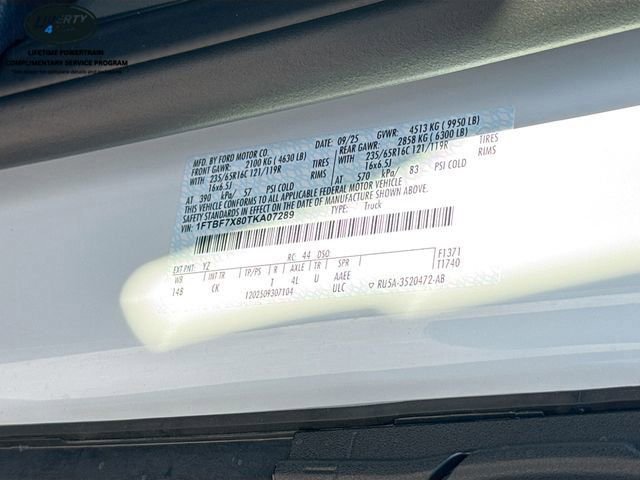 LIBERTY
LIFETIME POWERTRAIN
COMPLIMENTARY SERVICE PROGRAM
MFD. BY FORD MOTOR CO.
DATE: 09/25 GVWR: 4513 KG (9950 LB)
FRONT GAWR: 2100 KG (4630 LB)
REAR GAWR: 2858 KG (6300 LB)
WITH 235/65R16C 121/119R TIRES
WITH 235/65R16C 121/119R TIRES
16x6.5J RIMS
16x6.5J RIMS
AT 390 kPa/ 57 PSI COLD
AT 570 kPa/ 83 PSI COLD
THIS VEHICLE CONFORMS TO ALL APPLICABLE FEDERAL MOTOR VEHICLE
SAFETY STANDARDS IN EFFECT ON THE DATE OF MANUFACTURE SHOWN ABOVE.
VIN: 1FTBF7X80TKA07289
TYPE: Truck
EXT PNT: YZ RC: 44 DSO:
F1371
T1740
WB INT TR TP/PS R AXLE TR SPR
148 CK T 4L U AAEE
1202509307104 ULC RU5A-3520472-AB